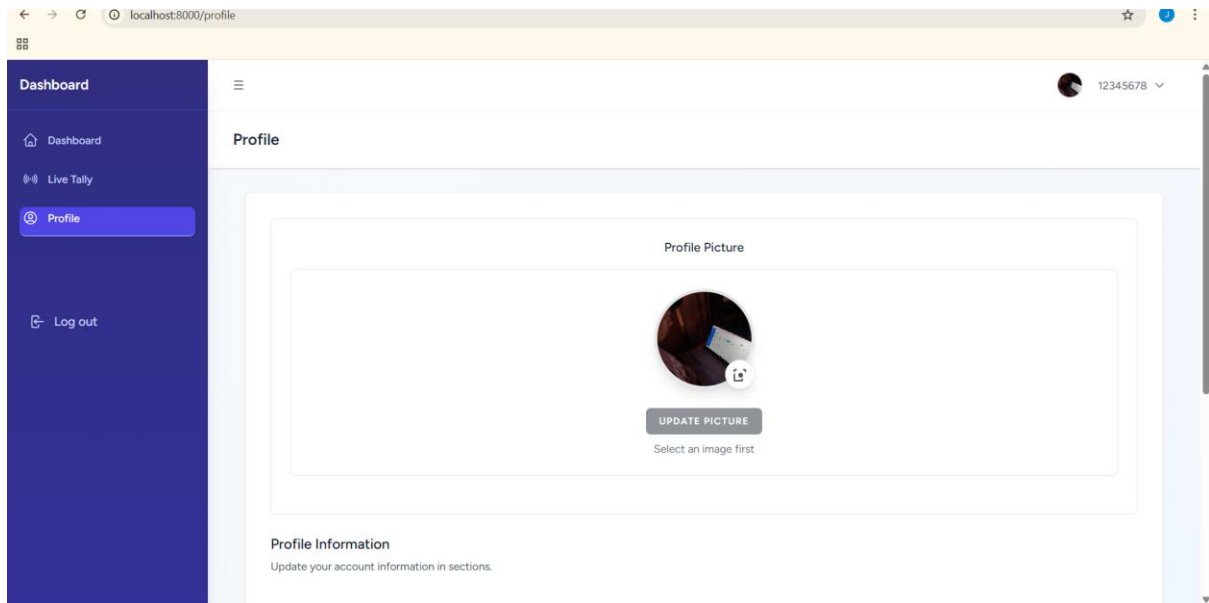 localhost:8000/profile
J
Dashboard
12345678
Dashboard
Profile
Live Tally
Profile
Profile Picture
Log out
UPDATE PICTURE
Select an image first
Profile Information
Update your account information in sections.